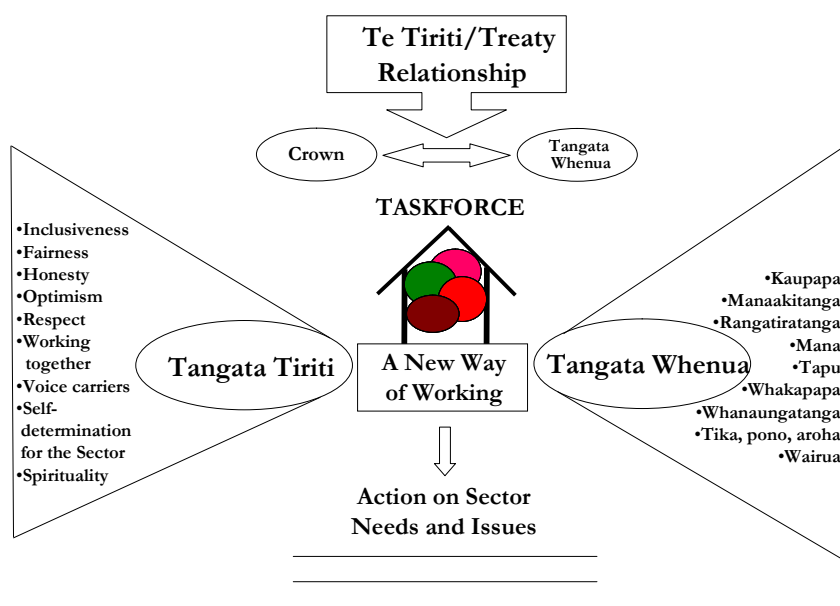 Te Tiriti/Treaty
Relationship
Crown
Tangata
Whenua
TASKFORCE
•Inclusiveness
•Fairness
•Honesty
•Optimism
•Respect
•Working
together
•Voice carriers
•Self-
determination
for the Sector
•Spirituality
Tangata Tiriti
A New Way
of Working
Tangata Whenua
•Kaupapa
•Manaakitanga
•Rangatiratanga
•Mana
•Tapu
•Whakapapa
•Whanaungatanga
•Tika, pono, aroha
•Wairua
Action on Sector
Needs and Issues